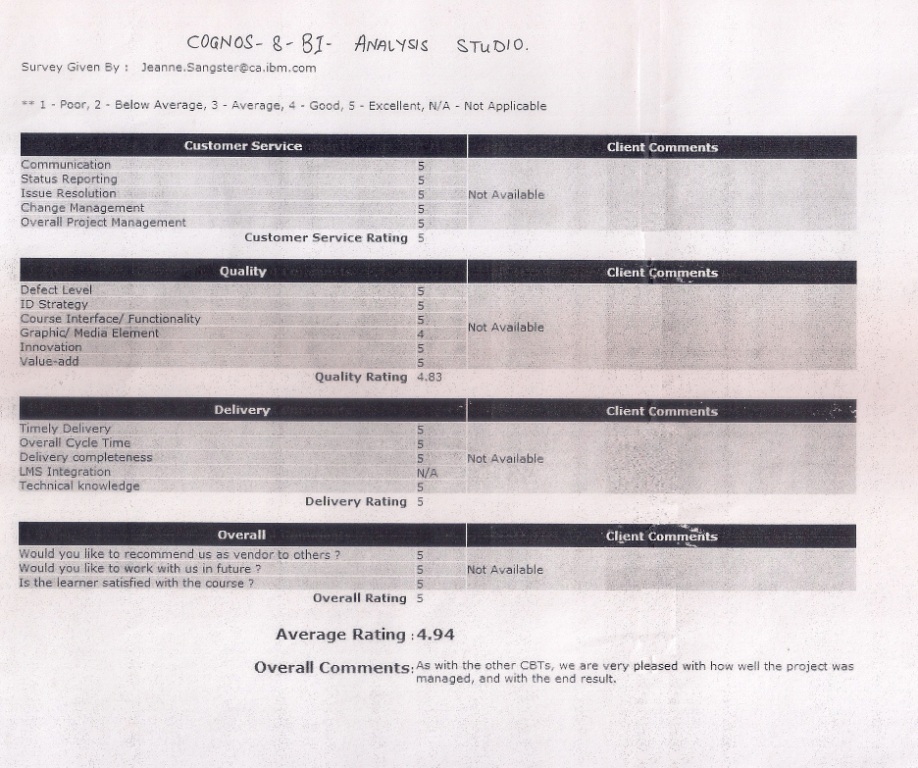 COGNOS- 8- BI- ANALYSIS STUDIO.
Survey Given By : Jeanne.Sangster@ca.ibm.com
** 1 - Poor, 2 - Below Average, 3 - Average, 4 - Good, 5 - Excellent, N/A - Not Applicable
Customer Service Client Comments
Communication 5
Status Reporting 5
Issue Resolution 5 Not Available
Change Management 5
Overall Project Management 5
Customer Service Rating 5
Quality Client Comments
Defect Level 5
ID Strategy 5
Course Interface/ Functionality 5
Not Available
Graphic/ Media Element 4
Innovation 5
Value-add 5
Quality Rating 4.83
Delivery Client Comments
Timely Delivery 5
Overall Cycle Time 5
Delivery completeness 5 Not Available
LMS Integration N/A
Technical knowledge 5
Delivery Rating 5
Overall Client Comments
Would you like to recommend us as vendor to others ? 5
Would you like to work with us in future ? 5 Not Available
Is the learner satisfied with the course ? 5
Overall Rating 5
Average Rating : 4.94
Overall Comments: As with the other CBTs, we are very pleased with how well the project was
managed, and with the end result.